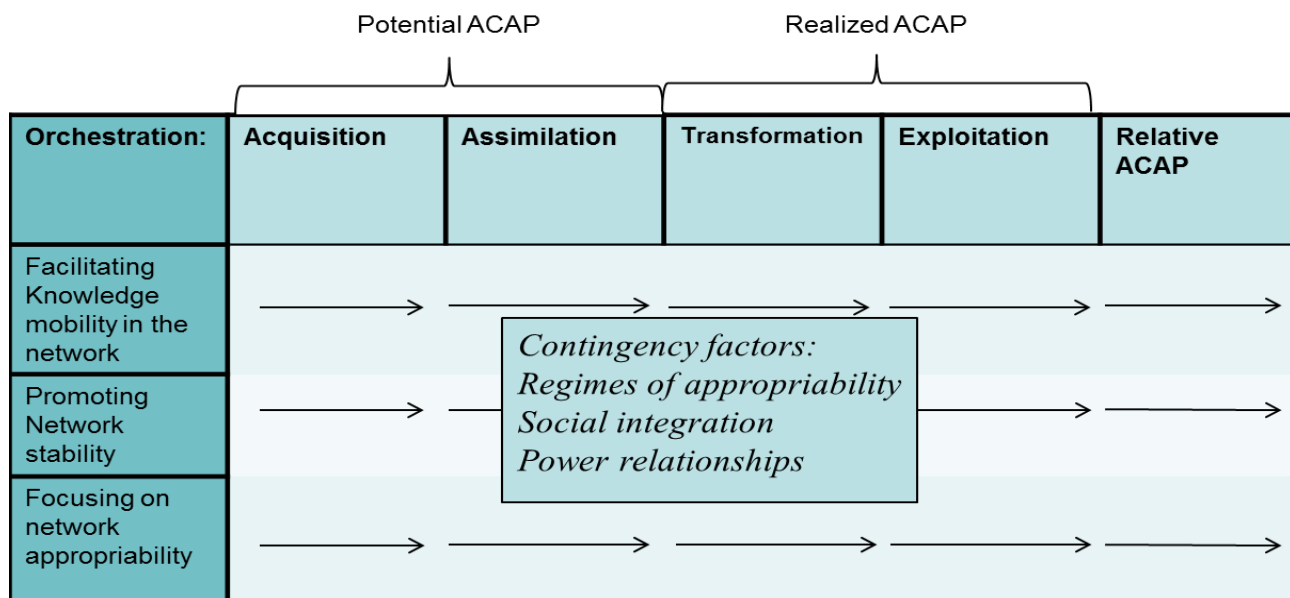 Potential ACAP
Realized ACAP
Orchestration:
Acquisition
Assimilation
Transformation
Exploitation
Relative
ACAP
Facilitating
Knowledge
mobility in the
network
Contingency factors:
Regimes of appropriability
Social integration
Power relationships
Promoting
Network
stability
Focusing on
network
appropriability